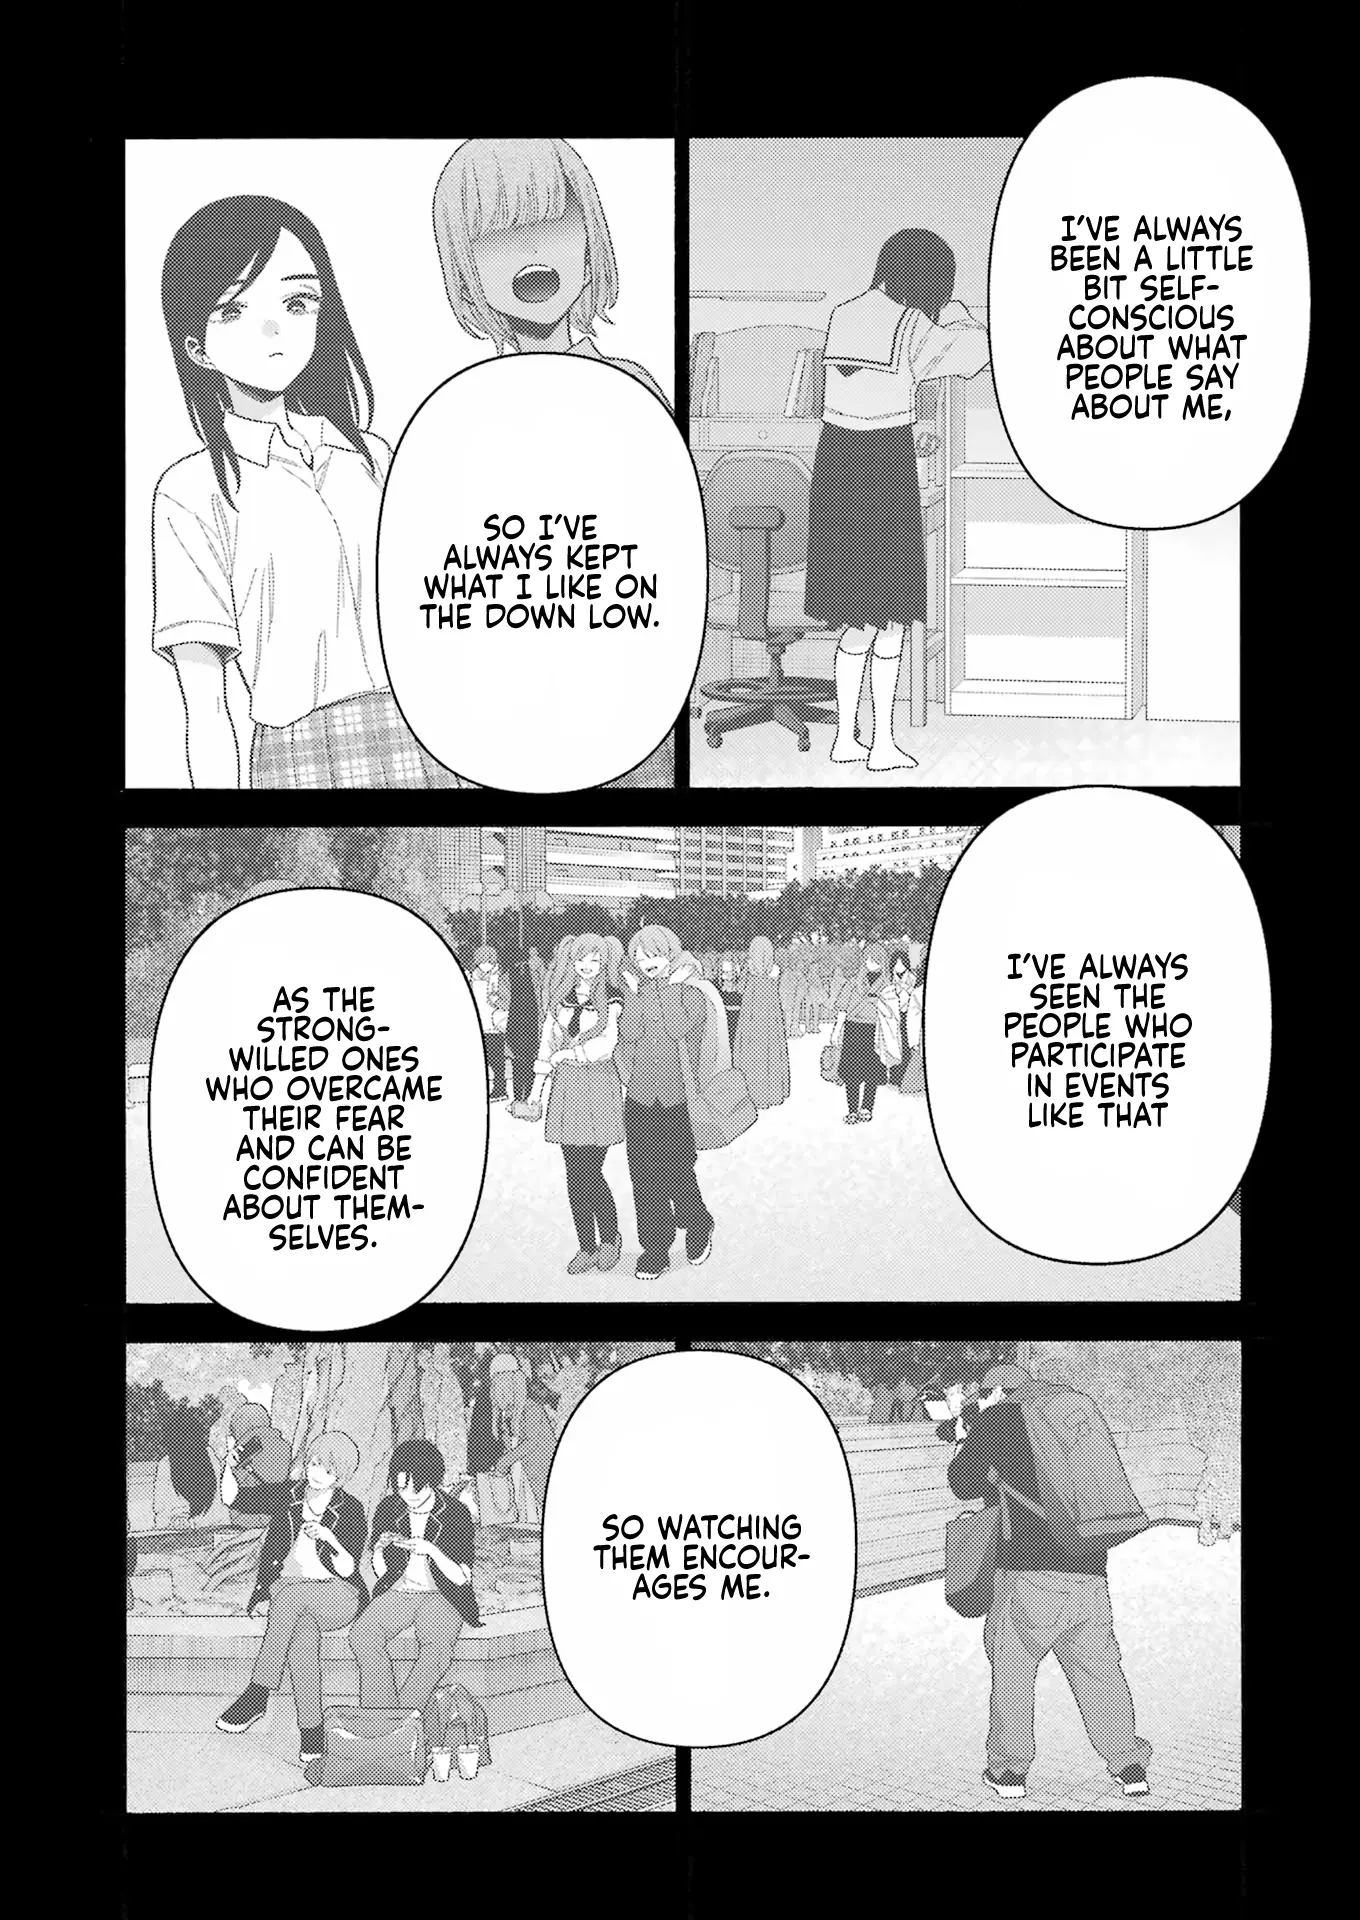 I'VE ALWAYS
BEEN A LITTLE
BIT SELF-
CONSCIOUS
ABOUT WHAT
PEOPLE SAY
ABOUT ME,
SO I'VE
ALWAYS KEPT
WHAT I LIKE ON
THE DOWN LOW.
I'VE ALWAYS
SEEN THE
PEOPLE WHO
PARTICIPATE
IN EVENTS
LIKE THAT
AS THE
STRONG-
WILLED ONES
WHO OVERCAME
THEIR FEAR
AND CAN BE
CONFIDENT
ABOUT THEM-
SELVES.
SO WATCHING
THEM ENCOUR-
AGES ME.